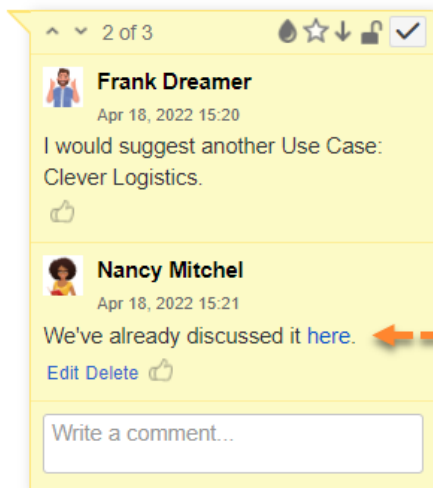 2 of 3
Frank Dreamer
Apr 18, 2022 15:20
I would suggest another Use Case:
Clever Logistics.
Nancy Mitchel
Apr 18, 2022 15:21
We've already discussed it here.
Edit Delete
Write a comment...